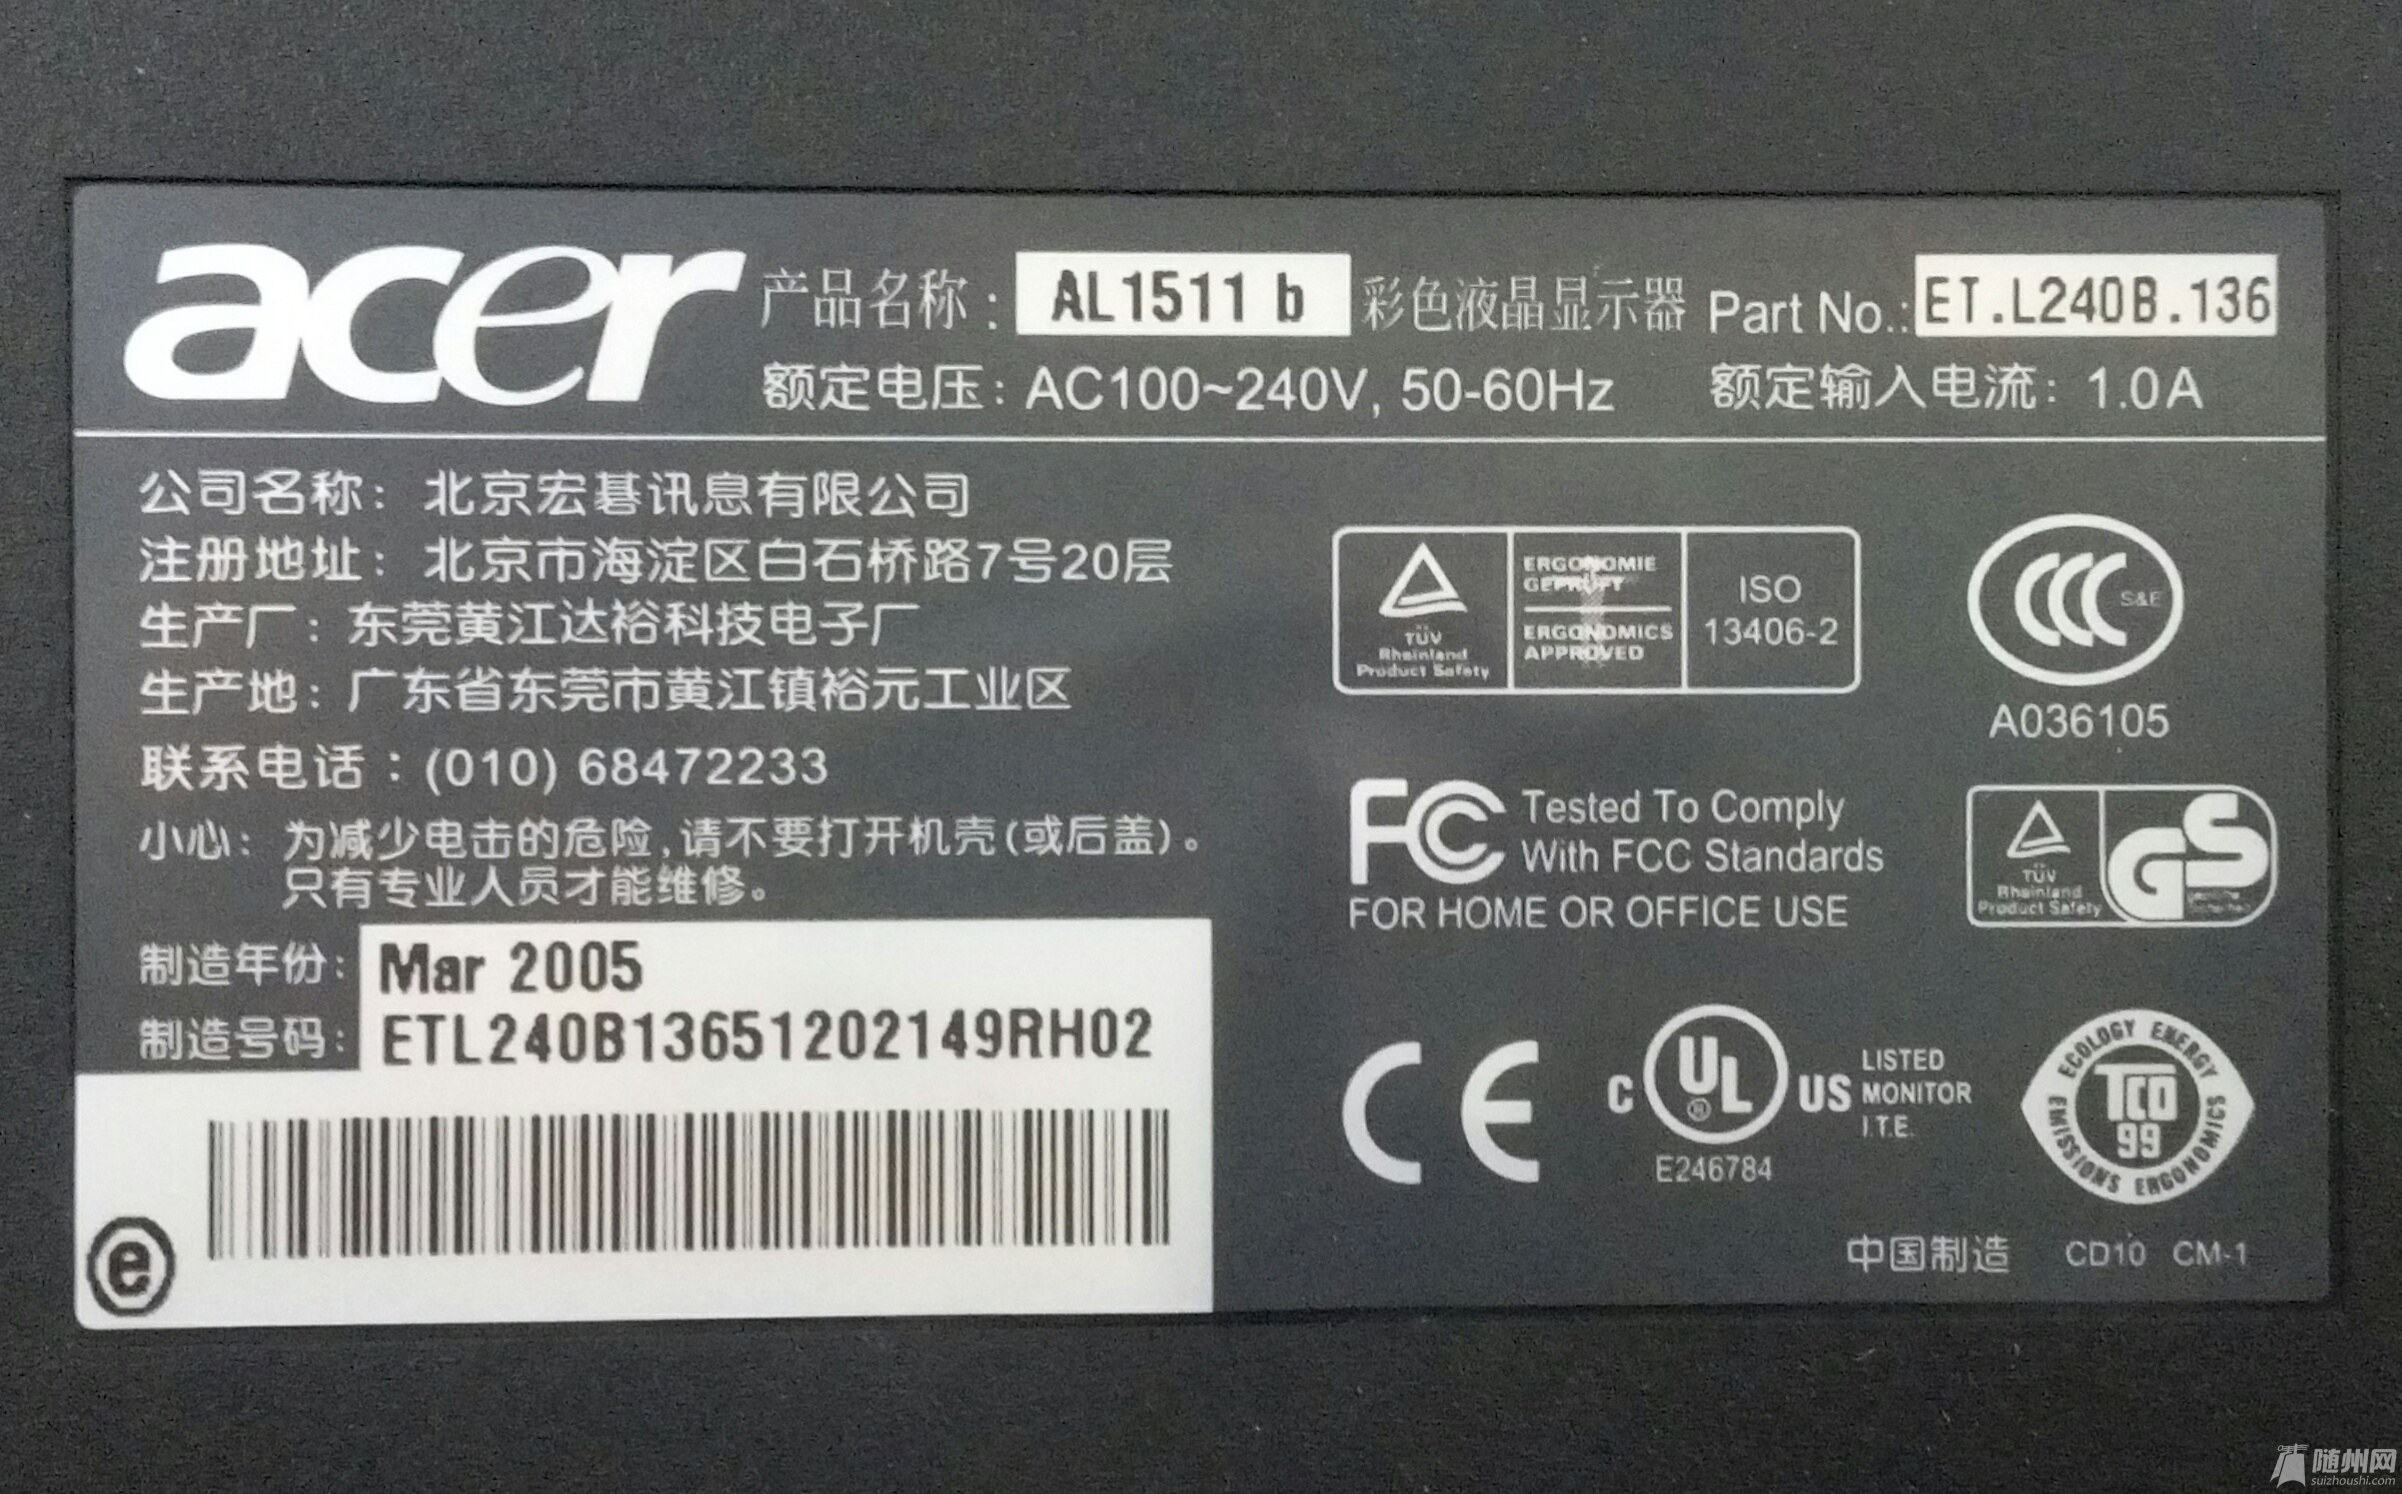 acer
产品名称: AL1511 b 彩色液晶显示器 Part No.: ET.L240B.136
额定电压: AC100~240V, 50-60Hz 额定输入电流: 1.0A
公司名称: 北京宏碁讯息有限公司
注册地址: 北京市海淀区白石桥路7号20层
生产厂: 东莞黄江达裕科技电子厂
生产地: 广东省东莞市黄江镇裕元工业区
联系电话: (010) 68472233
小心: 为减少电击的危险,请不要打开机壳(或后盖)。
只有专业人员才能维修。
制造年份: Mar 2005
制造号码: ETL240B13651202149RH02
e
TÜV
Rheinland
Product Safety
ERGONOMIE
GEPRÜFT
ERGONOMICS
APPROVED
ISO
13406-2
CCC S&E
A036105
FC Tested To Comply
With FCC Standards
FOR HOME OR OFFICE USE
TÜV
Rheinland
Product Safety
GS
CE
C UL US
E246784
LISTED
MONITOR
I.T.E.
ECOLOGY ENERGY
TCO
99
EMISSIONS ERGONOMICS
中国制造 CD10 CM-1
随州网
suizhoushi.com